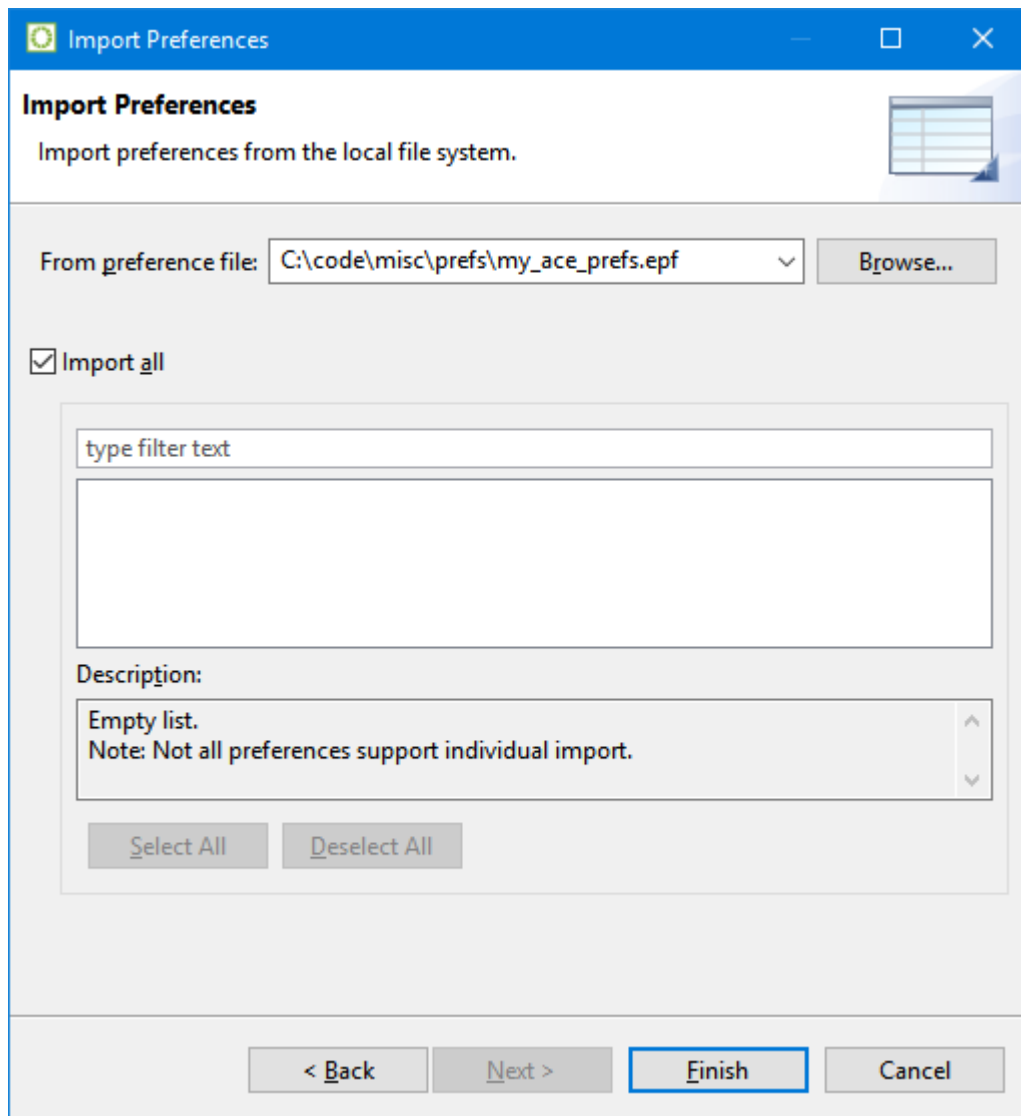 Import Preferences
Import Preferences
Import preferences from the local file system.
From preference file: C:\code\misc\prefs\my_ace_prefs.epf Browse...
Import all
type filter text
Description:
Empty list.
Note: Not all preferences support individual import.
Select All Deselect All
< Back Next > Finish Cancel